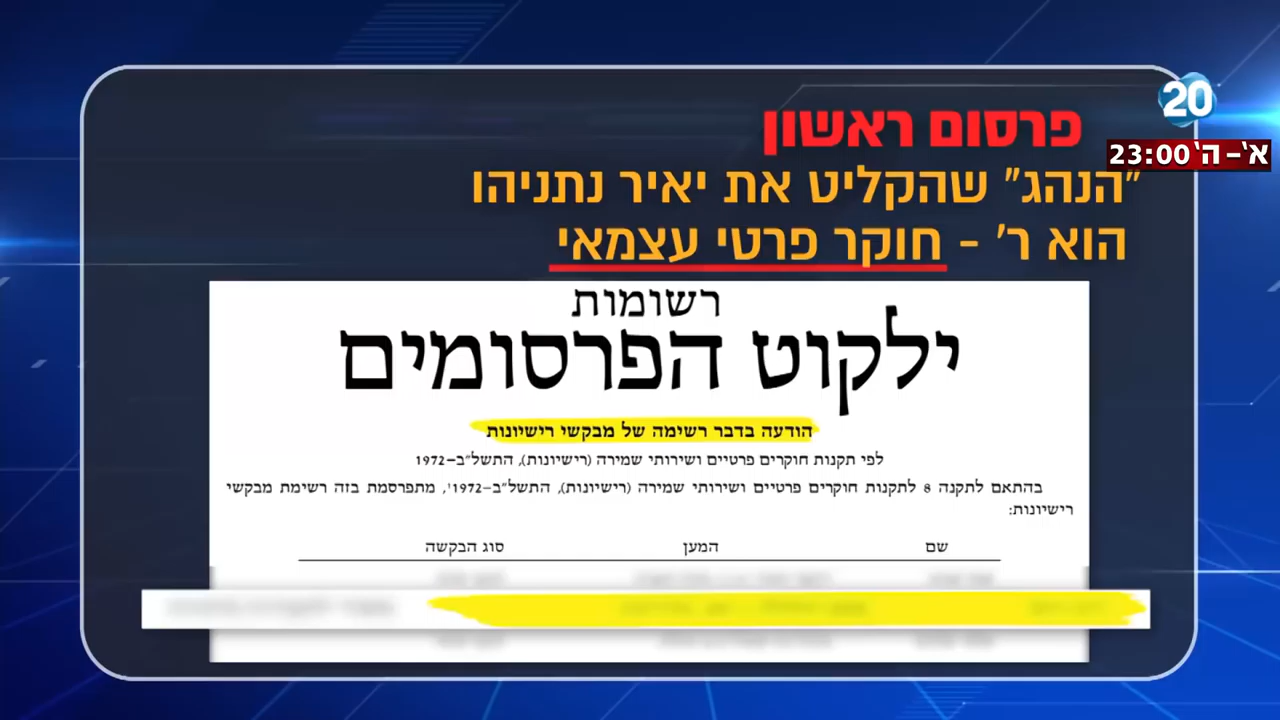 20
א'-ה' 23:00
פרסום ראשון
"הנהג" שהקליט את יאיר נתניהו
הוא ר' - חוקר פרטי עצמאי
רשומות
ילקוט הפרסומים
הודעה בדבר רשימה של מבקשי רישיונות
לפי תקנות חוקרים פרטיים ושירותי שמירה (רישיונות), התשל"ב–1972
בהתאם לתקנה 8 לתקנות חוקרים פרטיים ושירותי שמירה (רישיונות), התשל"ב–1972¹, מתפרסמת בזה רשימת מבקשי
רישיונות:
שם המען סוג הבקשה